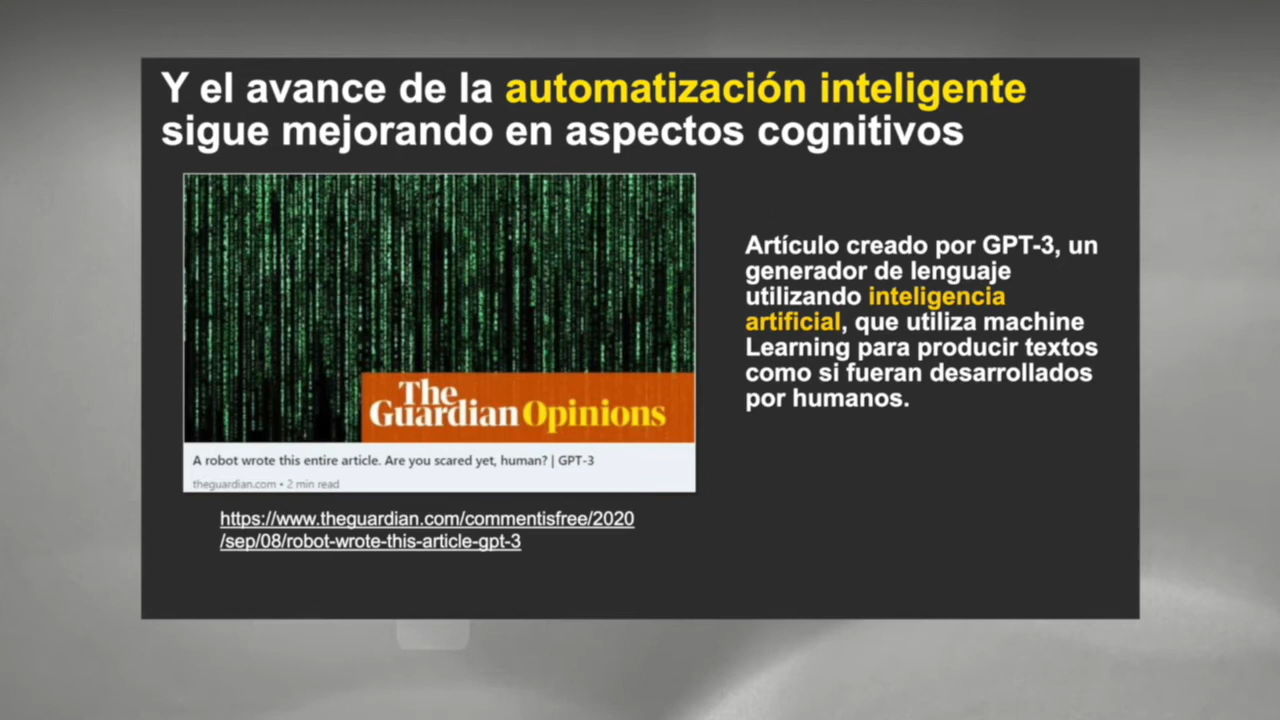 Y el avance de la automatización inteligente
sigue mejorando en aspectos cognitivos
The
Guardian Opinions
A robot wrote this entire article. Are you scared yet, human? | GPT-3
theguardian.com • 2 min read
https://www.theguardian.com/commentisfree/2020
/sep/08/robot-wrote-this-article-gpt-3
Artículo creado por GPT-3, un
generador de lenguaje
utilizando inteligencia
artificial, que utiliza machine
Learning para producir textos
como si fueran desarrollados
por humanos.